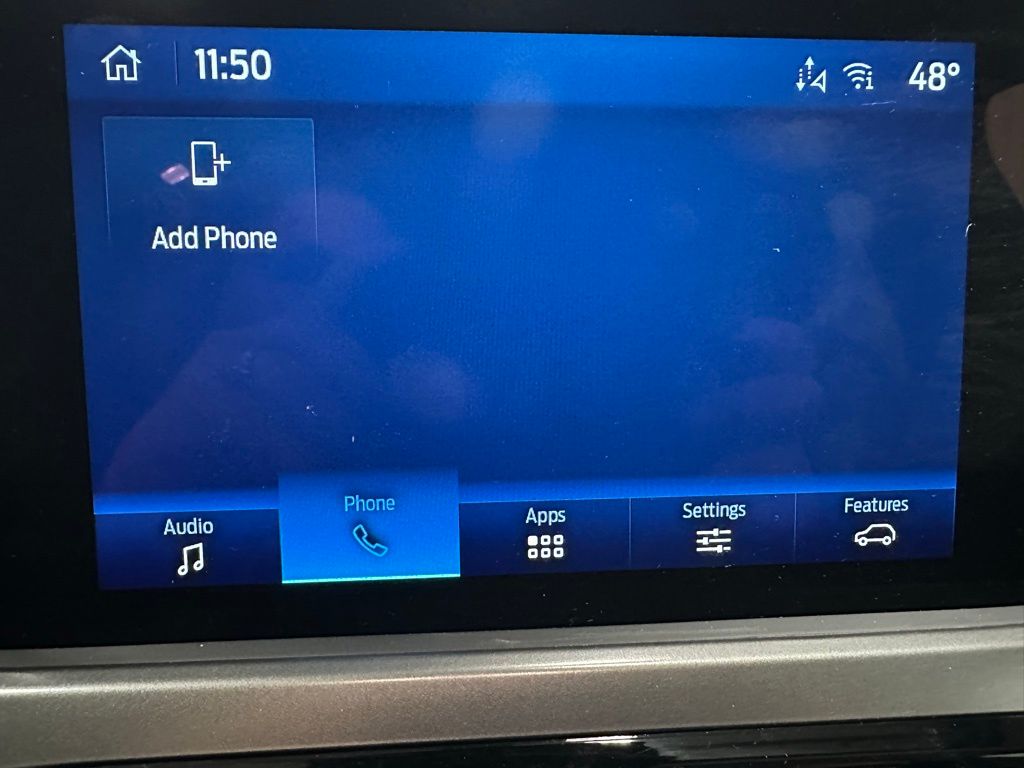 11:50
48°
Add Phone
Audio
Phone
Apps
Settings
Features